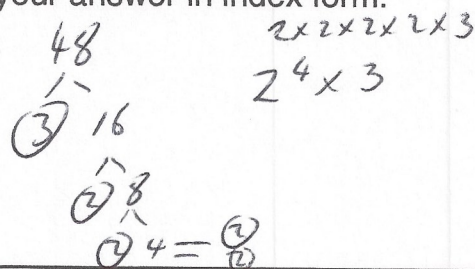 your answer in index form.
48
2 × 2 × 2 × 2 × 3
2⁴ × 3
3 16
2 8
2 4 = 2
2